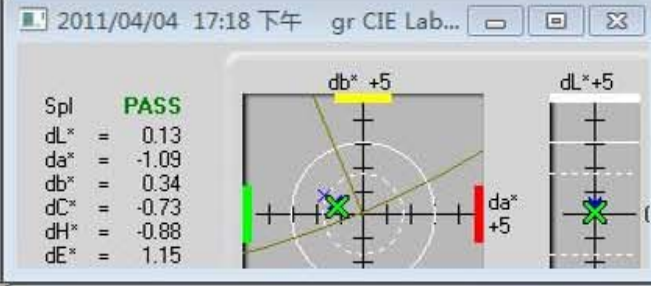 2011/04/04 17:18 下午 gr CIE Lab...
db* +5
dL*+5
Spl PASS
dL* = 0.13
da* = -1.09
db* = 0.34
dC* = -0.73
dH* = -0.88
dE* = 1.15
da*
+5